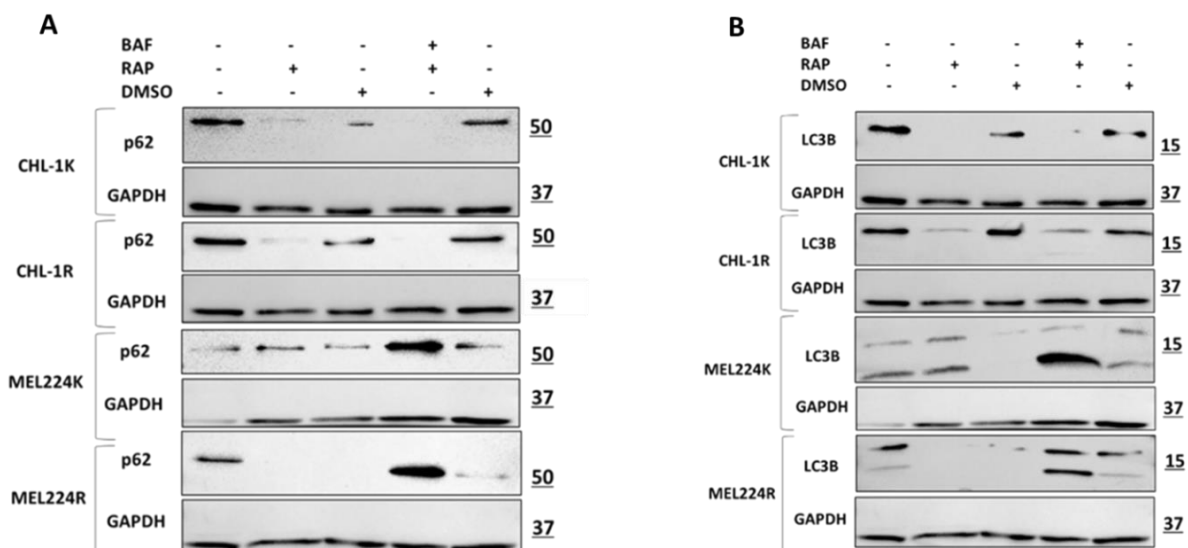 A
BAF - - - + -
RAP - + - + -
DMSO - - + - +
CHL-1K
p62
50
GAPDH
37
CHL-1R
p62
50
GAPDH
37
MEL224K
p62
50
GAPDH
37
MEL224R
p62
50
GAPDH
37
B
BAF - - - + -
RAP - + - + -
DMSO - - + - +
CHL-1K
LC3B
15
GAPDH
37
CHL-1R
LC3B
15
GAPDH
37
MEL224K
LC3B
15
GAPDH
37
MEL224R
LC3B
15
GAPDH
37